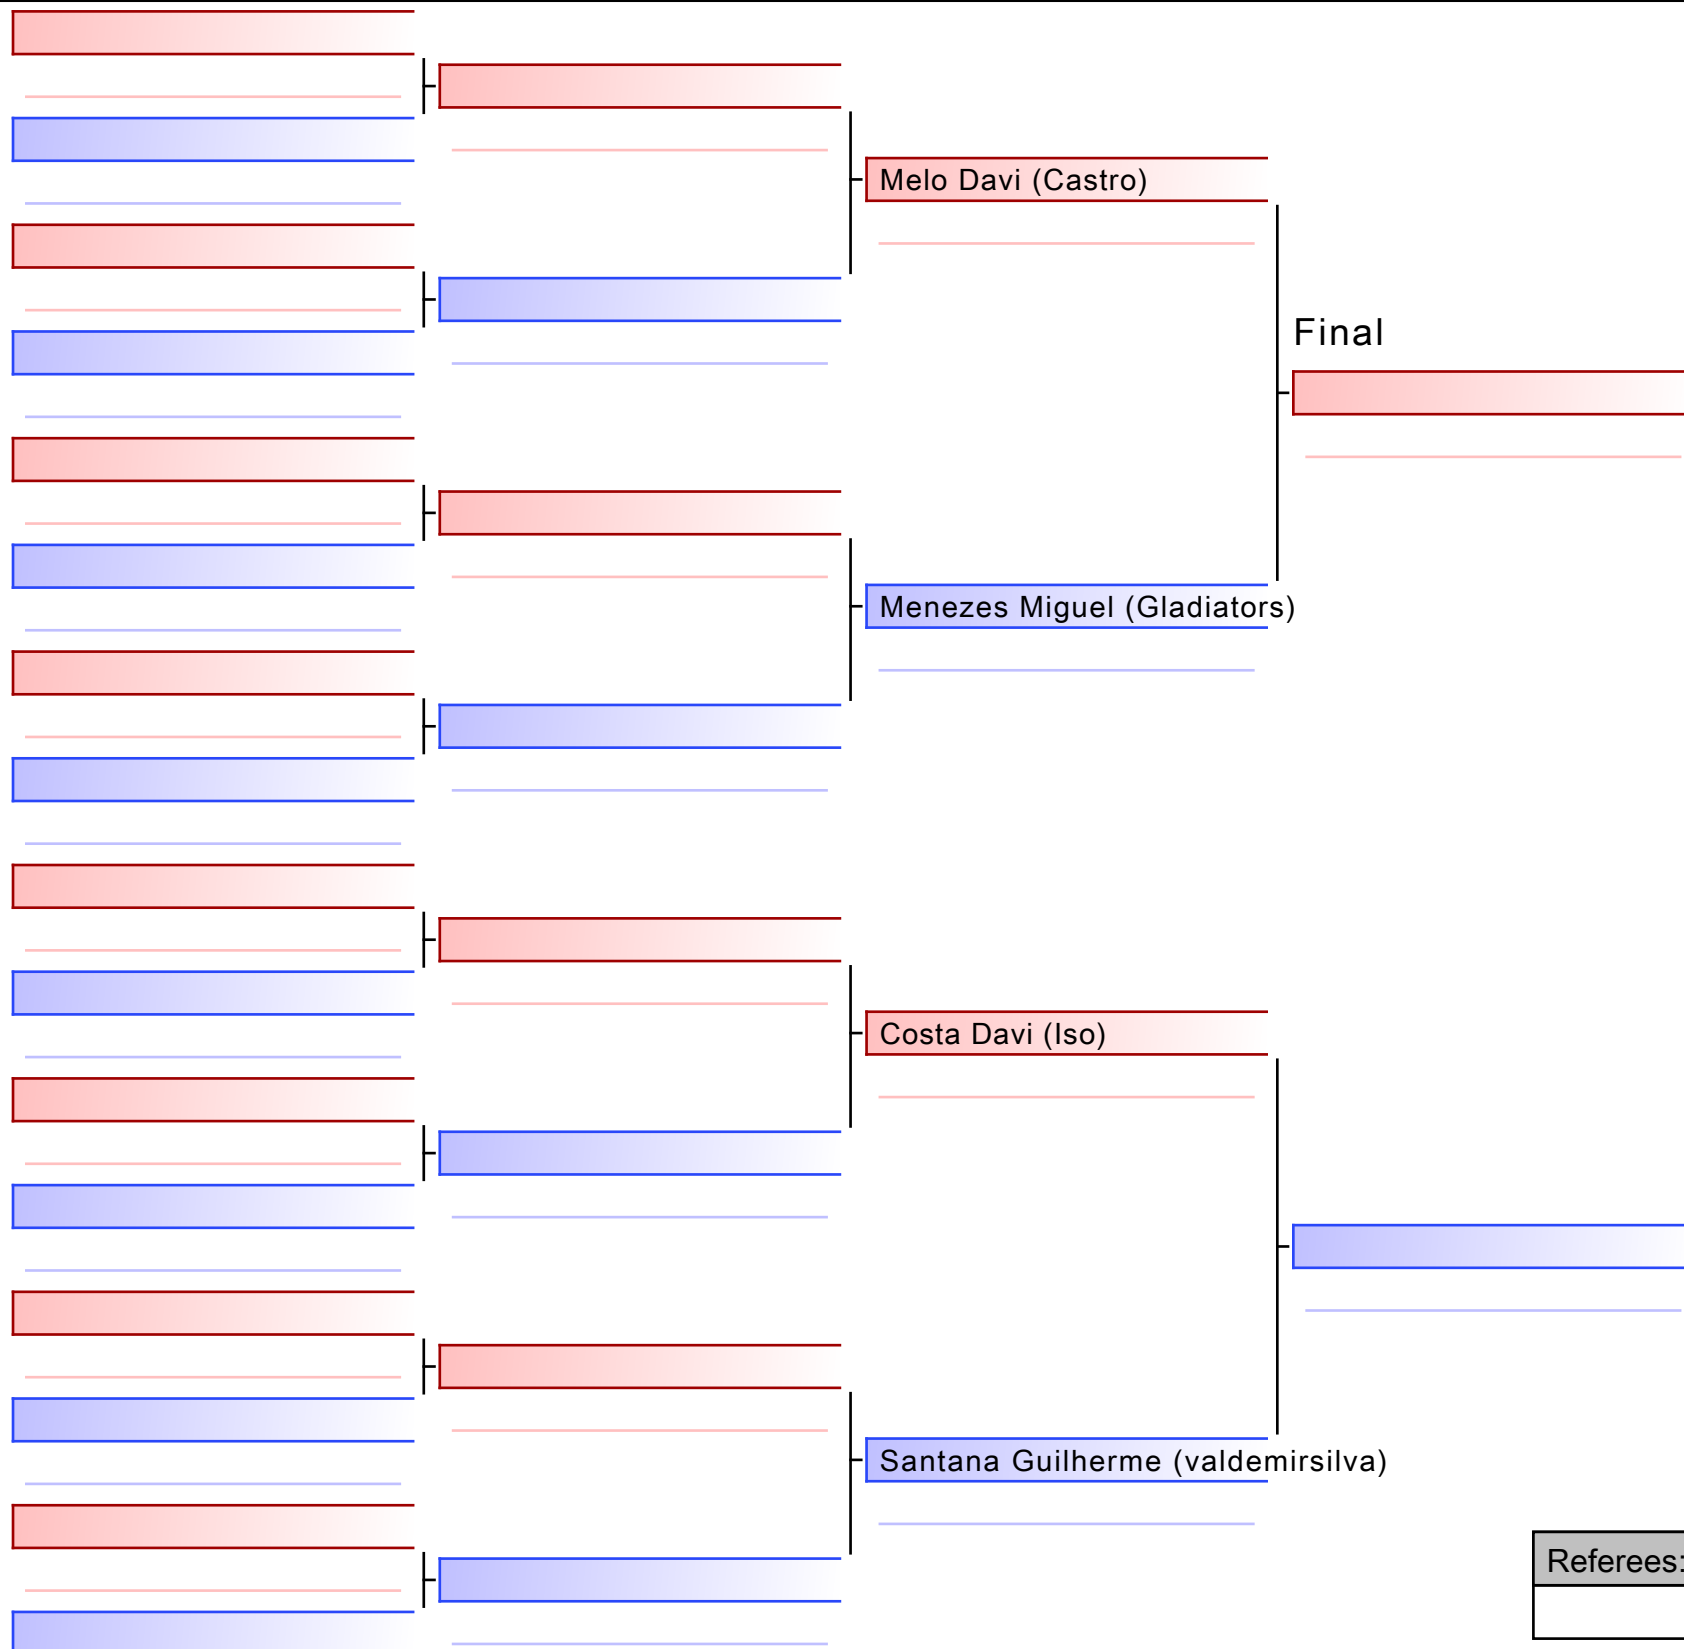 Melo Davi (Castro)
Final
Menezes Miguel (Gladiators)
Costa Davi (Iso)
Santana Guilherme (valdemirsilva)
Referees: